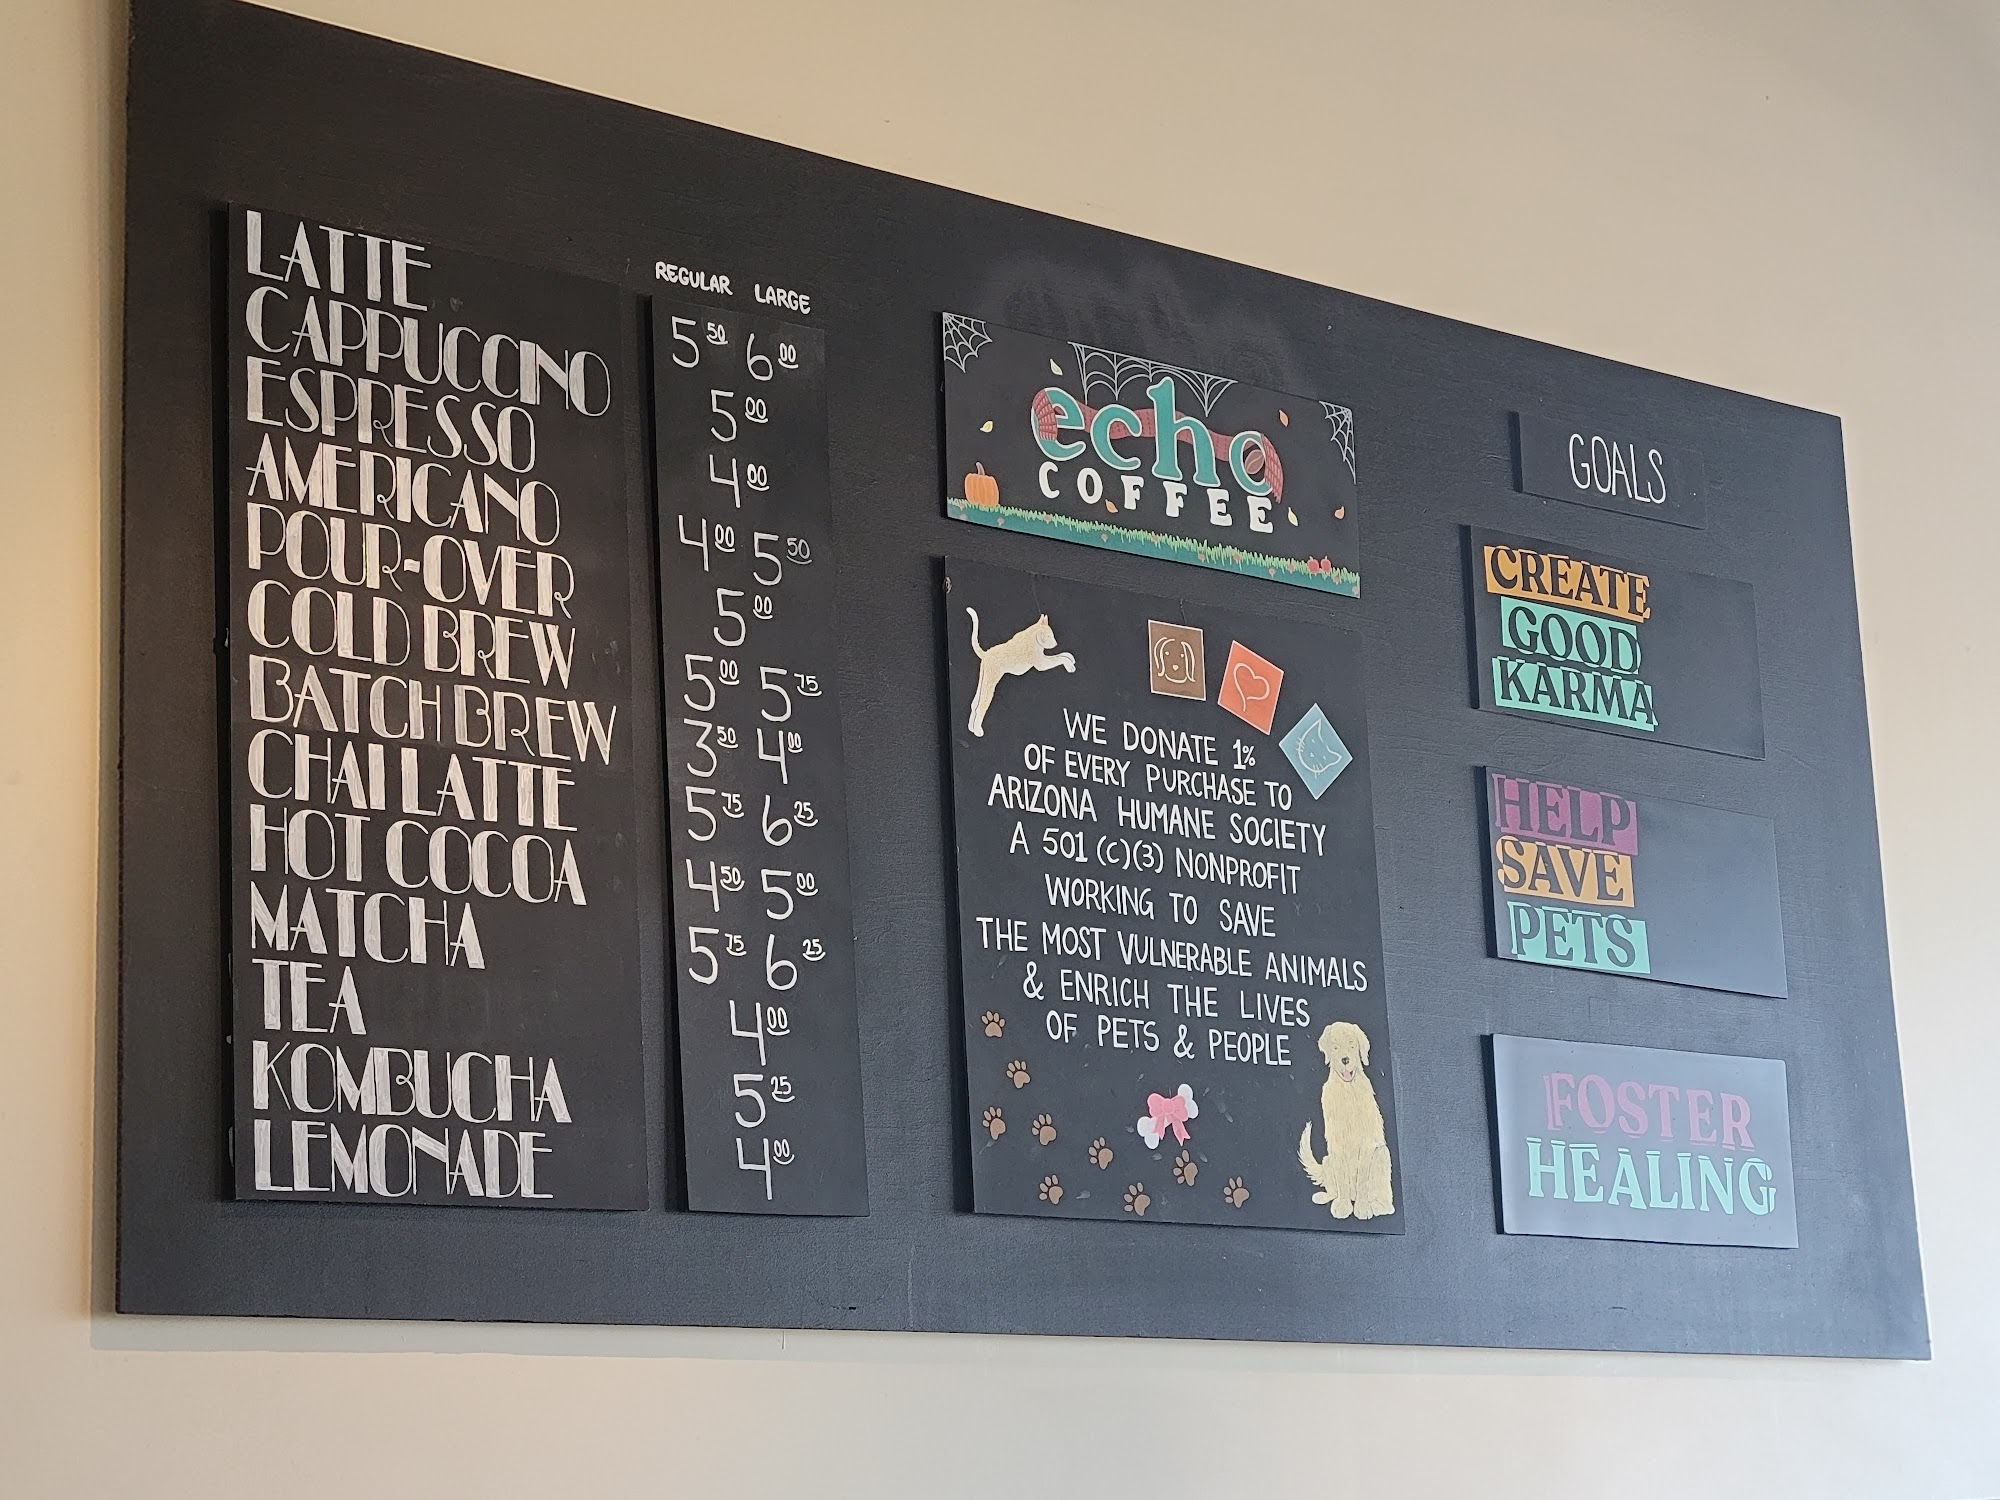 REGULAR LARGE
LATTE 5 50 6 00
CAPPUCCINO 5 00
ESPRESSO 4 00
AMERICANO 4 00 5 50
POUR-OVER 5 00
COLD BREW 5 00 5 75
BATCH BREW 3 50 4 00
CHAI LATTE 5 75 6 25
HOT COCOA 4 50 5 00
MATCHA 5 75 6 25
TEA 4 00
KOMBUCHA 5 25
LEMONADE 4 00
echo
COFFEE
WE DONATE 1%
OF EVERY PURCHASE TO
ARIZONA HUMANE SOCIETY
A 501 (C)(3) NONPROFIT
WORKING TO SAVE
THE MOST VULNERABLE ANIMALS
& ENRICH THE LIVES
OF PETS & PEOPLE
GOALS
CREATE
GOOD
KARMA
HELP
SAVE
PETS
FOSTER
HEALING